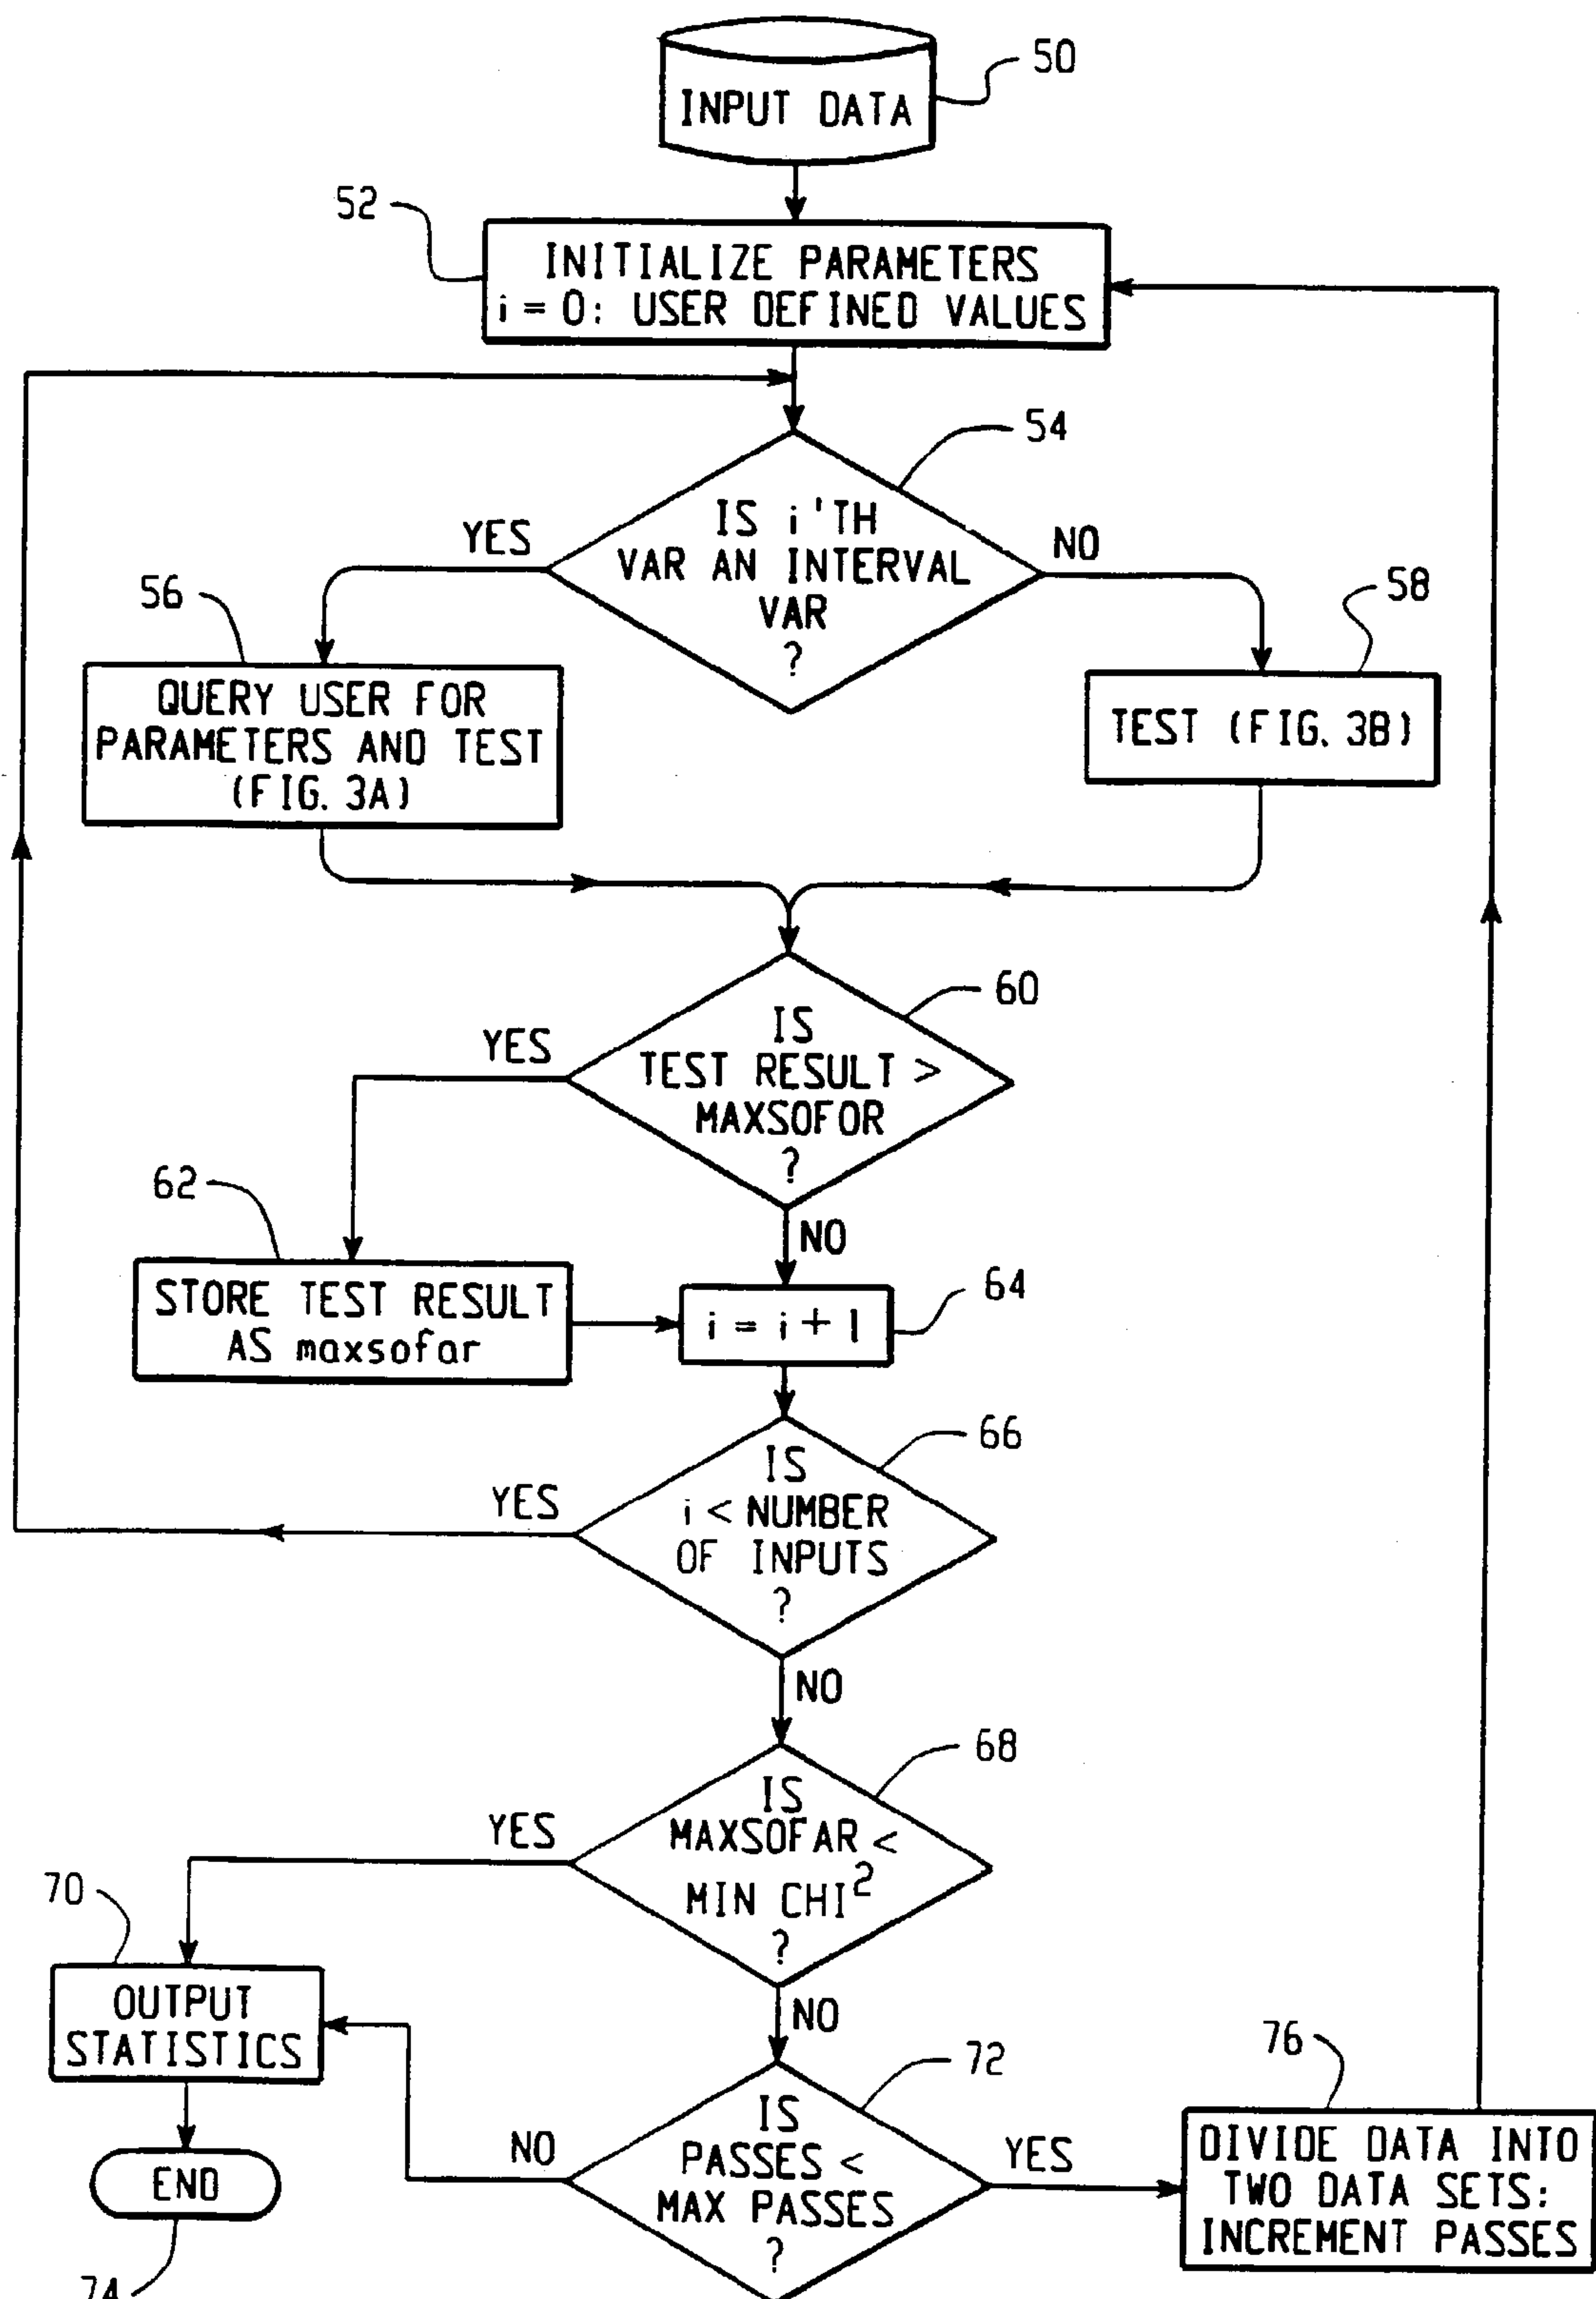 50
INPUT DATA
52
INITIALIZE PARAMETERS
i = 0: USER DEFINED VALUES
54
IS i'TH
VAR AN INTERVAL
VAR
?
YES
NO
56
QUERY USER FOR
PARAMETERS AND TEST
(FIG. 3A)
58
TEST (FIG. 3B)
60
IS
TEST RESULT >
MAXSOFOR
?
YES
NO
62
STORE TEST RESULT
AS maxsofar
64
i = i + 1
66
IS
i < NUMBER
OF INPUTS
?
YES
NO
68
IS
MAXSOFAR <
MIN CHI²
?
YES
NO
70
OUTPUT
STATISTICS
72
IS
PASSES <
MAX PASSES
?
NO
YES
76
DIVIDE DATA INTO
TWO DATA SETS:
INCREMENT PASSES
END
74